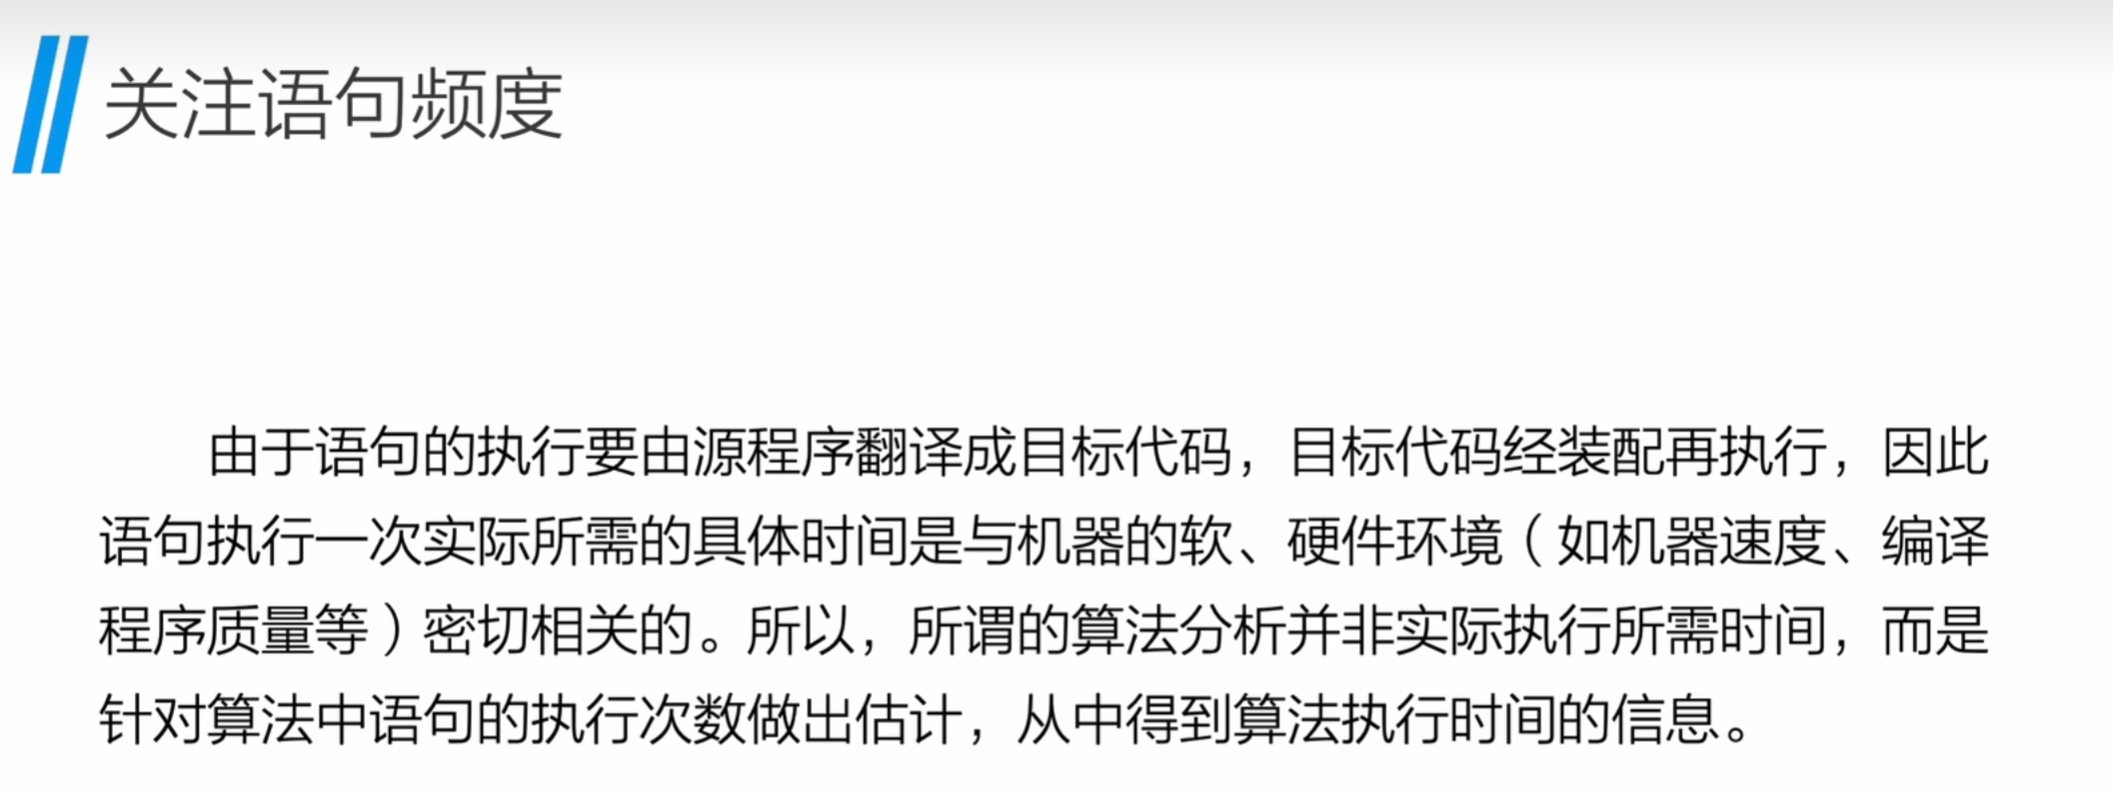 关注语句频度
由于语句的执行要由源程序翻译成目标代码，目标代码经装配再执行，因此
语句执行一次实际所需的具体时间是与机器的软、硬件环境（如机器速度、编译
程序质量等）密切相关的。所以，所谓的算法分析并非实际执行所需时间，而是
针对算法中语句的执行次数做出估计，从中得到算法执行时间的信息。